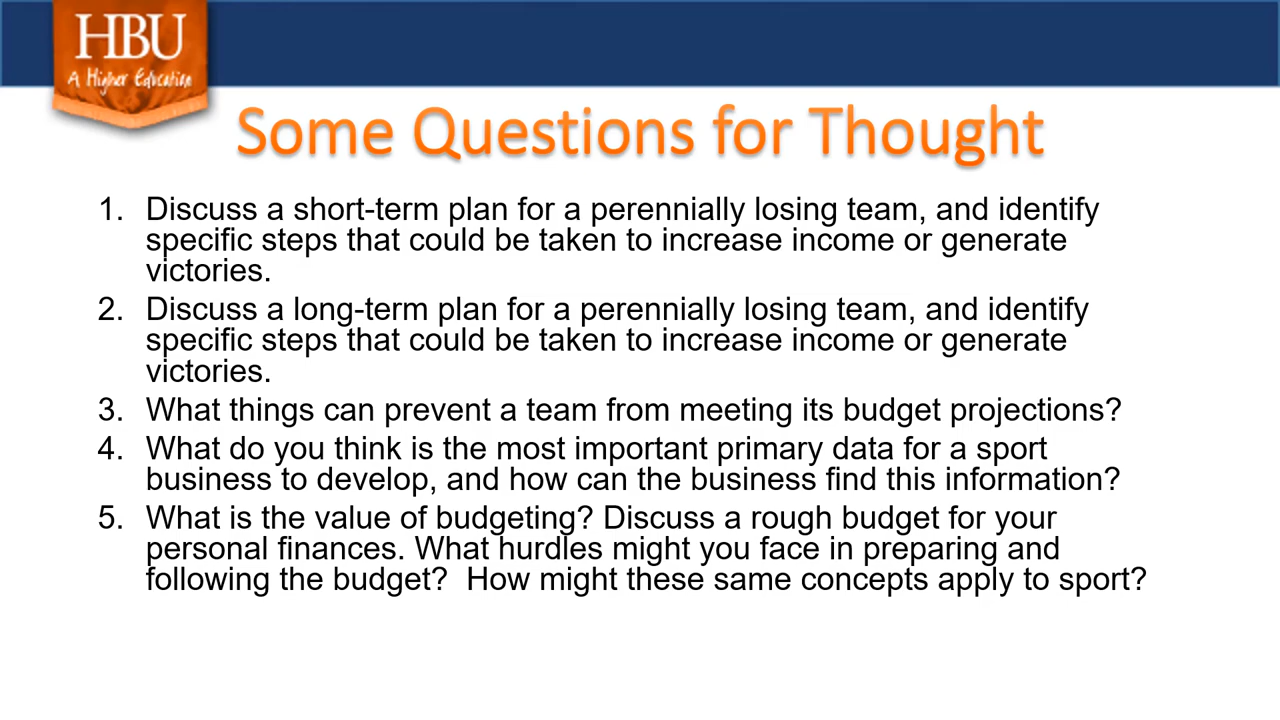 HBU
A Higher Education
Some Questions for Thought
1. Discuss a short-term plan for a perennially losing team, and identify
specific steps that could be taken to increase income or generate
victories.
2. Discuss a long-term plan for a perennially losing team, and identify
specific steps that could be taken to increase income or generate
victories.
3. What things can prevent a team from meeting its budget projections?
4. What do you think is the most important primary data for a sport
business to develop, and how can the business find this information?
5. What is the value of budgeting? Discuss a rough budget for your
personal finances. What hurdles might you face in preparing and
following the budget?  How might these same concepts apply to sport?